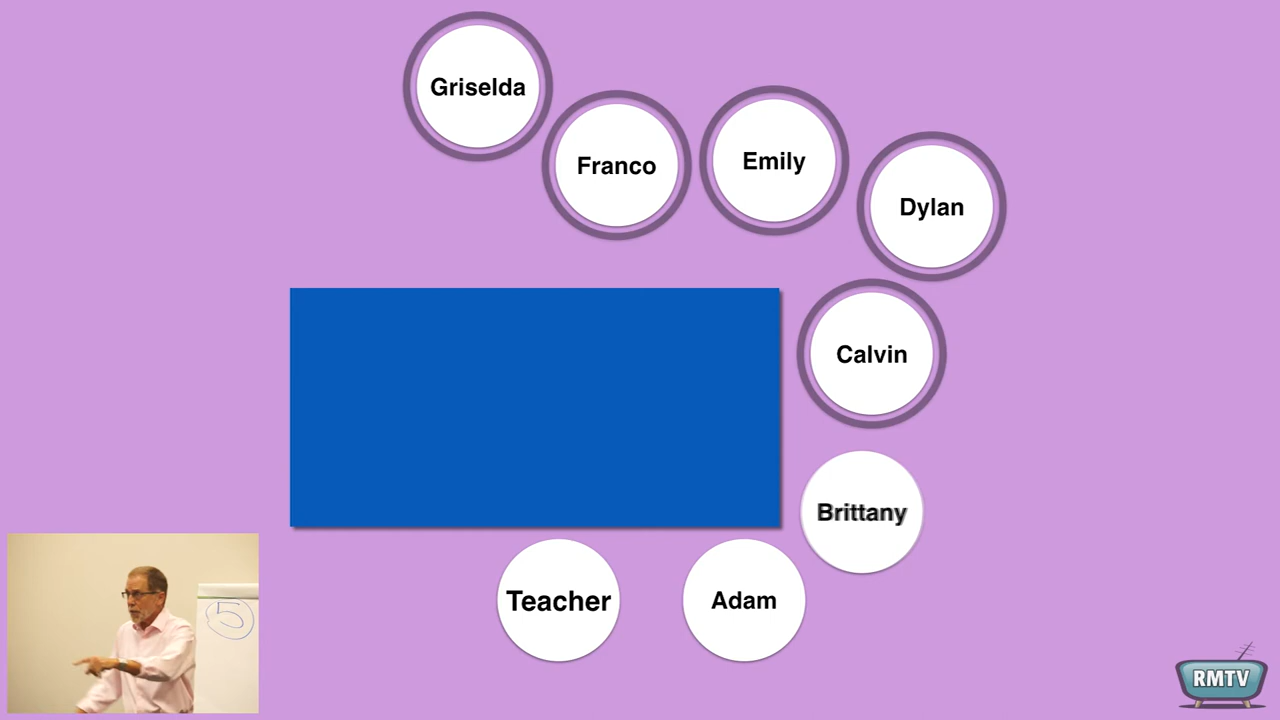 Griselda
Franco
Emily
Dylan
Calvin
Brittany
Teacher
Adam
5
RMTV